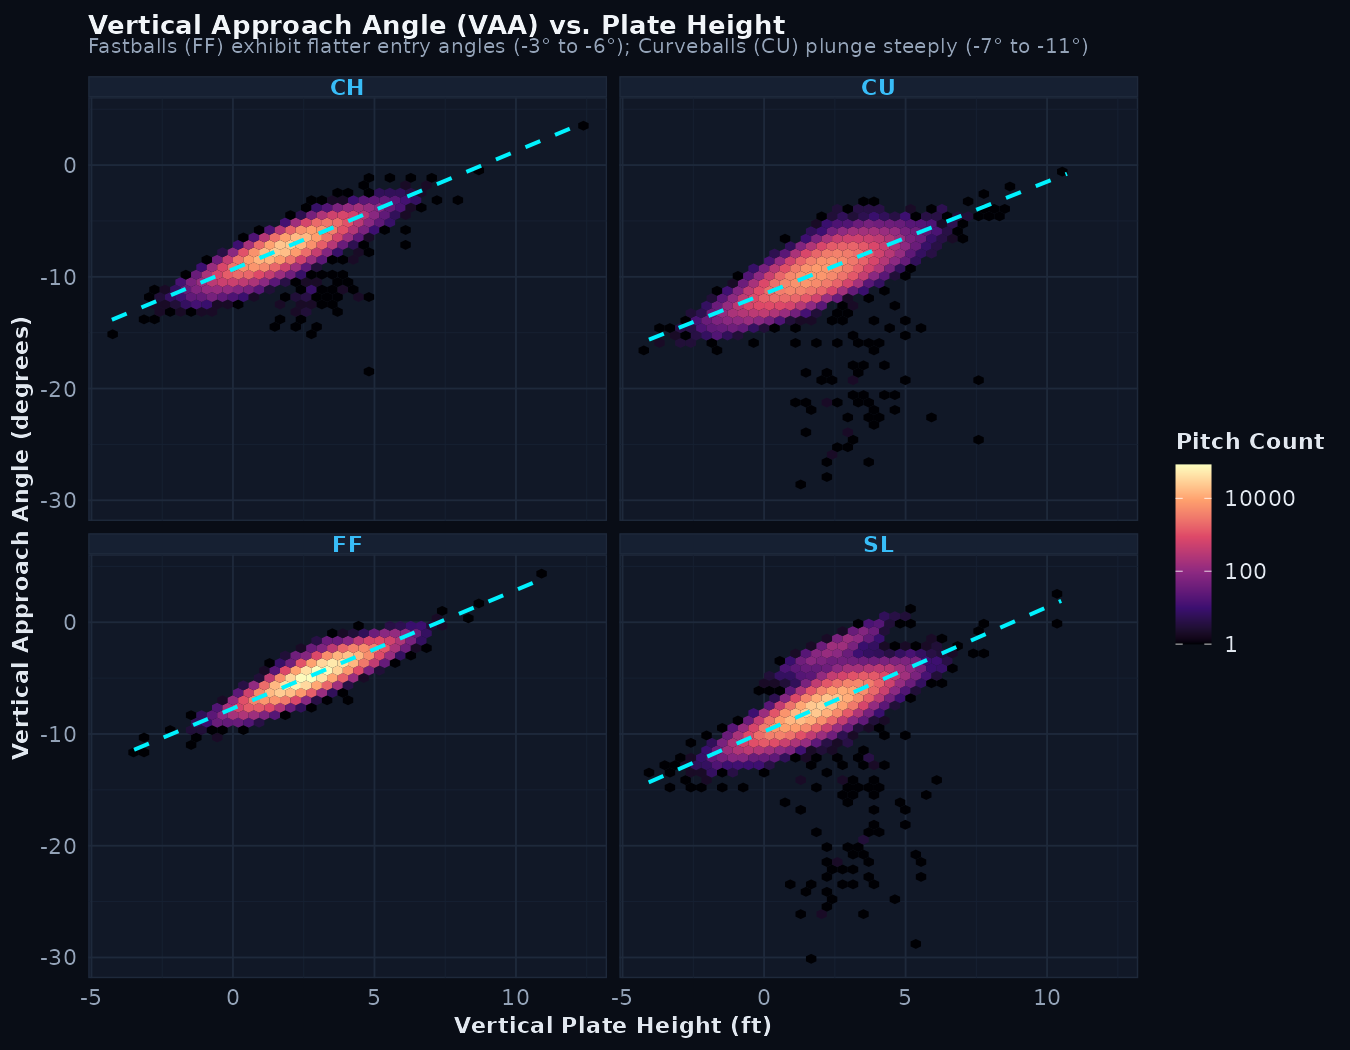 Vertical Approach Angle (VAA) vs. Plate Height
Fastballs (FF) exhibit flatter entry angles (-3° to -6°); Curveballs (CU) plunge steeply (-7° to -11°)
CH
CU
0
-10
-20
-30
FF
SL
0
-10
-20
-30
-5
0
5
10
-5
0
5
10
Vertical Plate Height (ft)
Vertical Approach Angle (degrees)
Pitch Count
10000
100
1